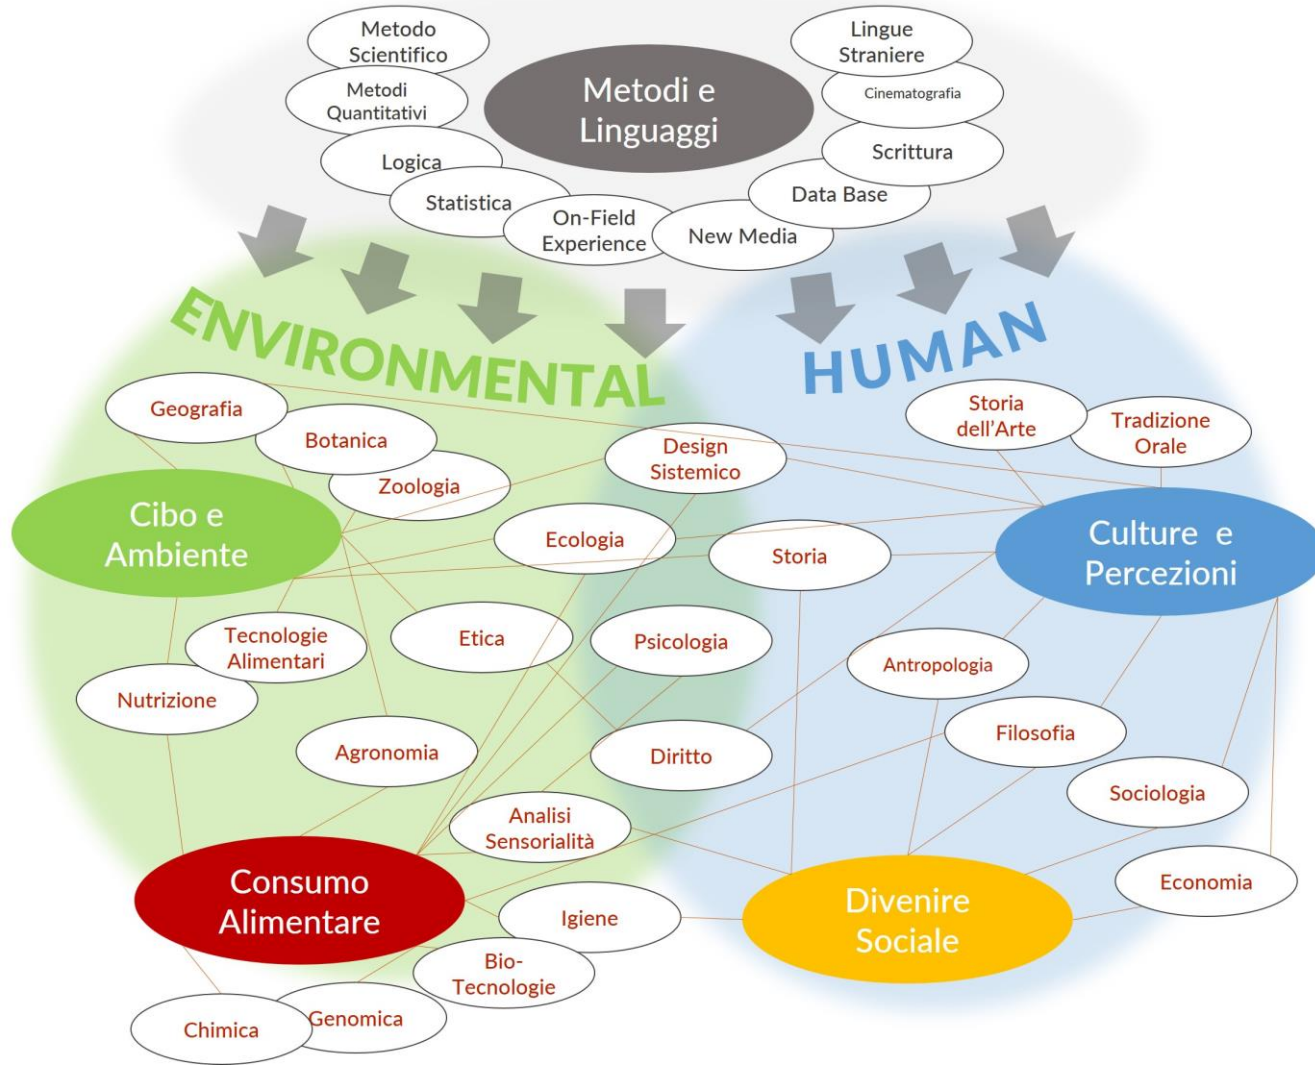 Metodo
Scientifico
Metodi
Quantitativi
Logica
Statistica
On-Field
Experience
New Media
Data Base
Scrittura
Cinematografia
Lingue
Straniere
Metodi e
Linguaggi
ENVIRONMENTAL
HUMAN
Geografia
Botanica
Zoologia
Design
Sistemico
Storia
dell’Arte
Tradizione
Orale
Cibo e
Ambiente
Ecologia
Storia
Culture e
Percezioni
Tecnologie
Alimentari
Nutrizione
Etica
Psicologia
Antropologia
Agronomia
Diritto
Filosofia
Sociologia
Analisi
Sensorialità
Consumo
Alimentare
Igiene
Divenire
Sociale
Economia
Bio-
Tecnologie
Genomica
Chimica